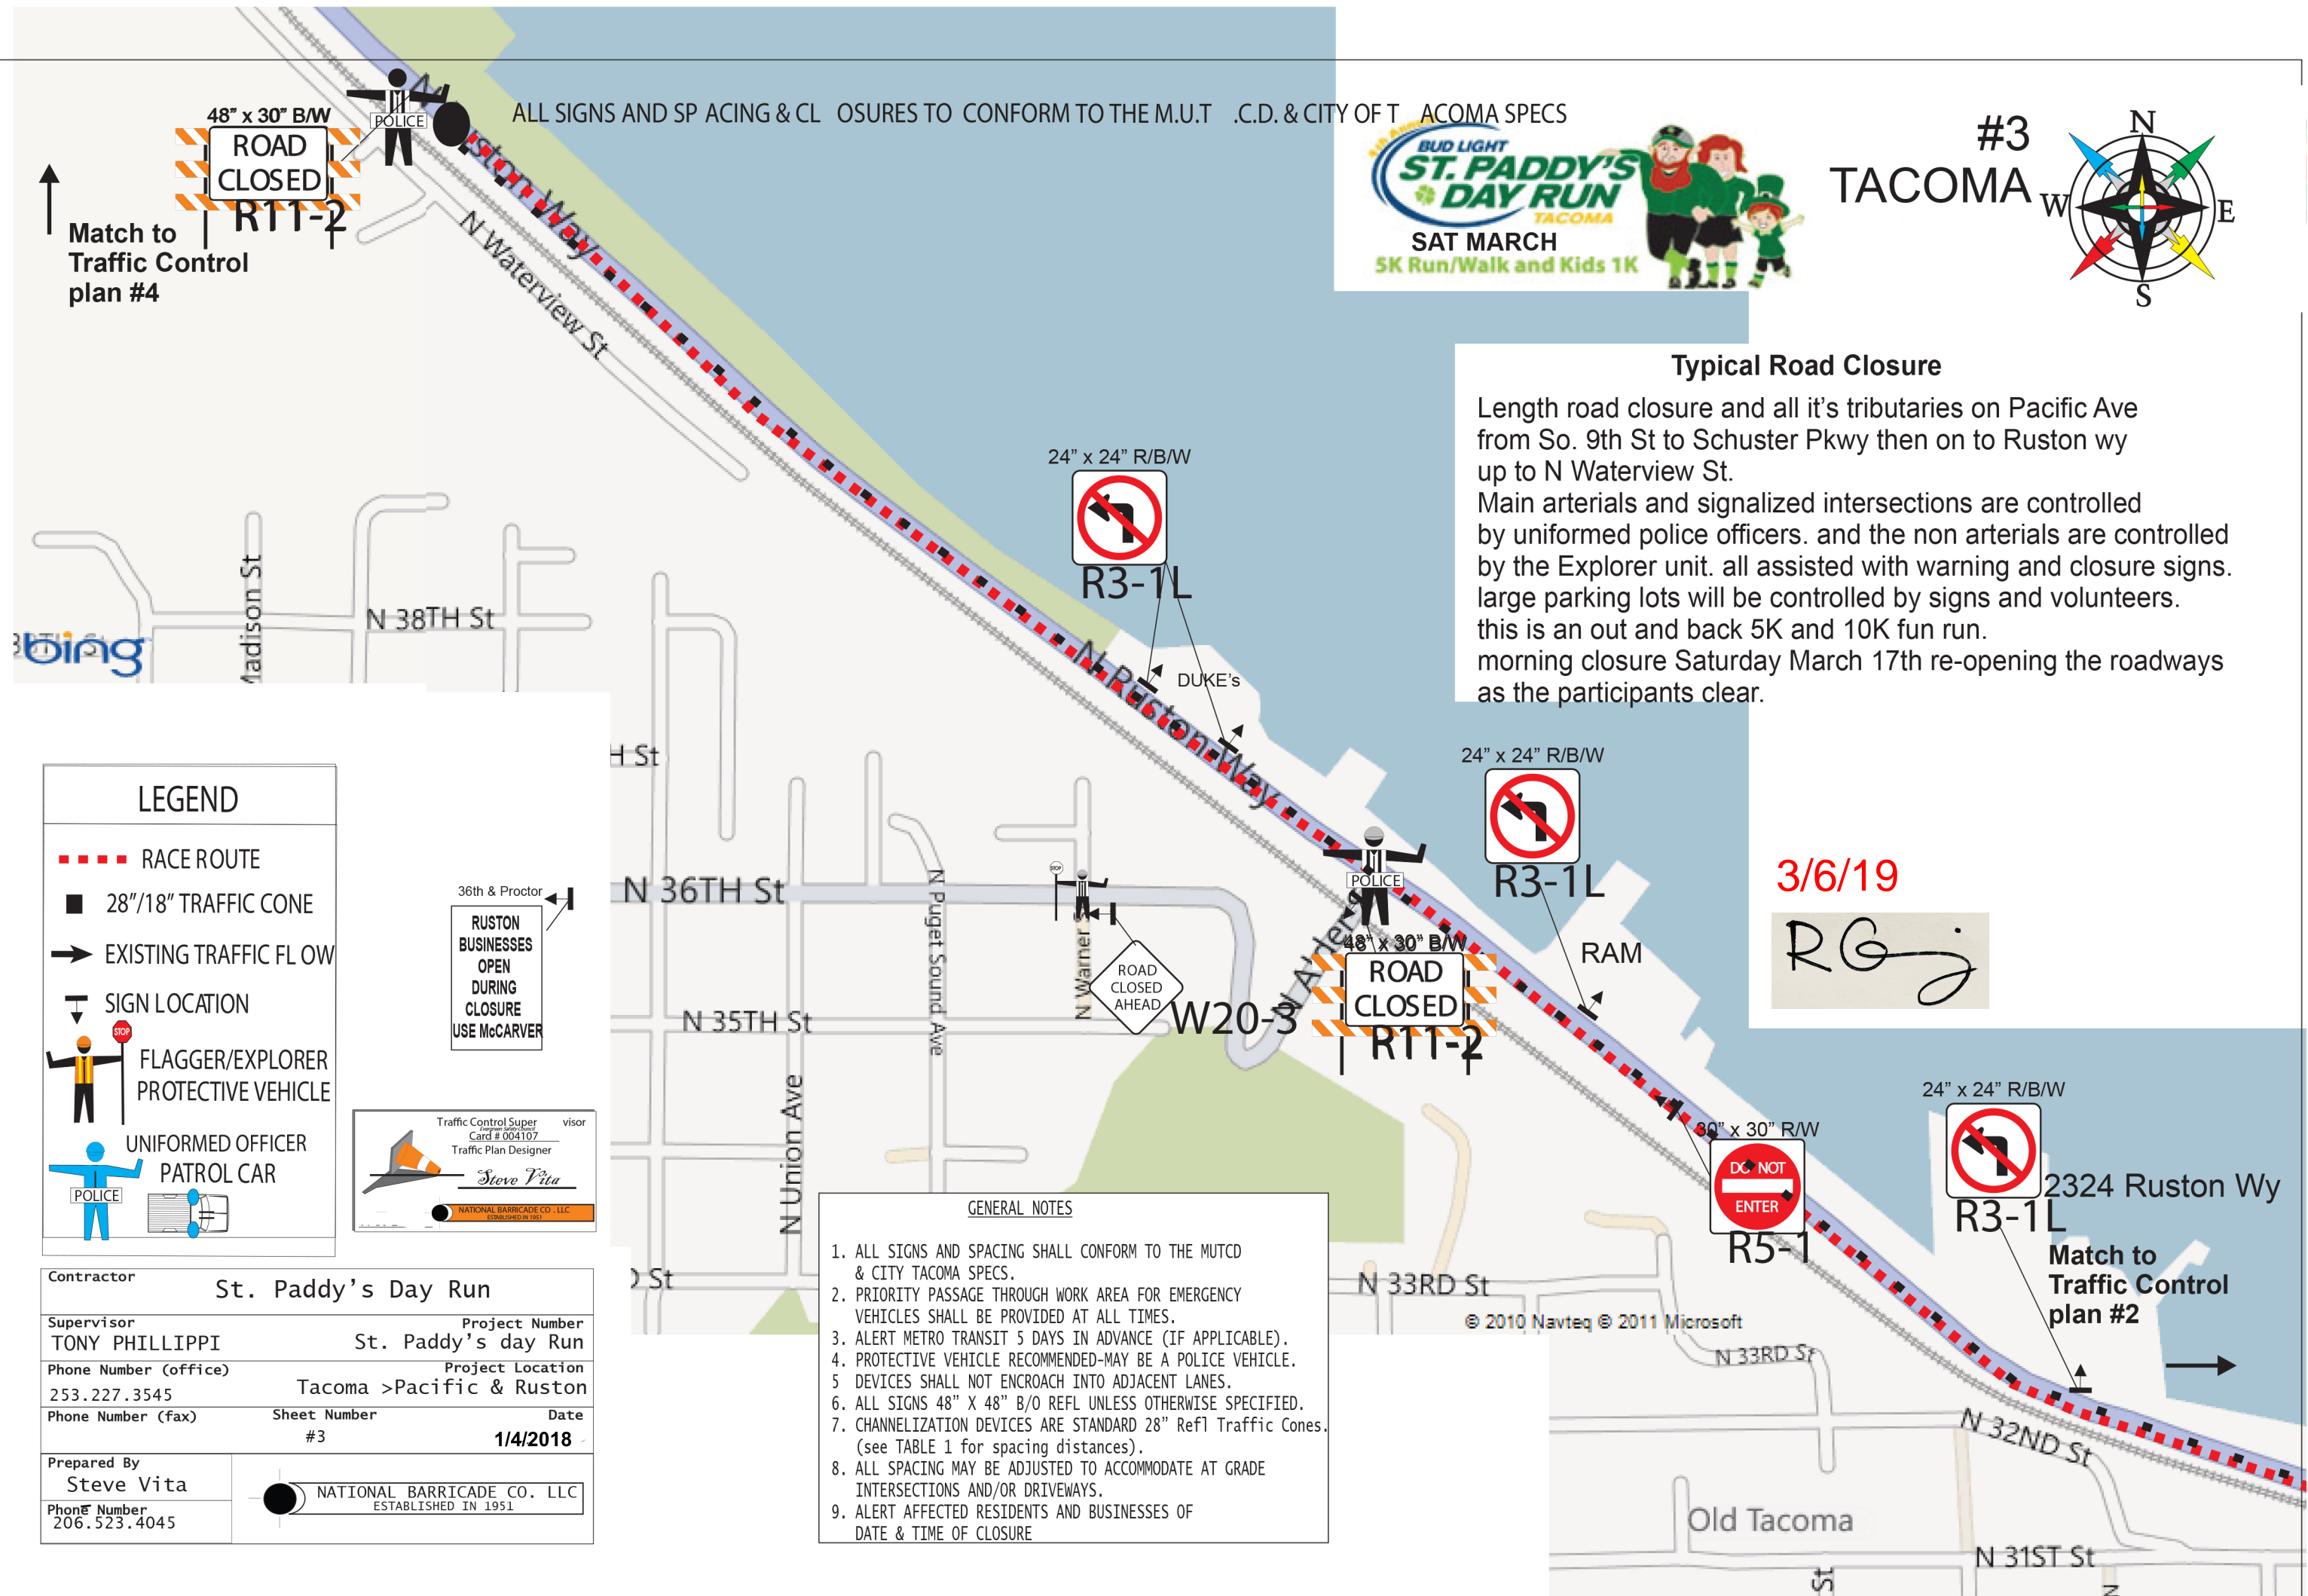 ALL SIGNS AND SP ACING & CL OSURES TO CONFORM TO THE M.U.T .C.D. & CITY OF T ACOMA SPECS
48” x 30” B/W
ROAD
CLOSED
R11-2
POLICE
Match to
Traffic Control
plan #4
N Ruston Way
N Waterview St
BUD LIGHT
ST. PADDY'S
DAY RUN
TACOMA
SAT MARCH
5K Run/Walk and Kids 1K
#3
TACOMA
N
W
E
S
Typical Road Closure
Length road closure and all it’s tributaries on Pacific Ave
from So. 9th St to Schuster Pkwy then on to Ruston wy
up to N Waterview St.
Main arterials and signalized intersections are controlled
by uniformed police officers. and the non arterials are controlled
by the Explorer unit. all assisted with warning and closure signs.
large parking lots will be controlled by signs and volunteers.
this is an out and back 5K and 10K fun run.
morning closure Saturday March 17th re-opening the roadways
as the participants clear.
24” x 24” R/B/W
R3-1L
DUKE’s
N Ruston Way
bing
Madison St
N 38TH St
H St
24” x 24” R/B/W
R3-1L
RAM
3/6/19
LEGEND
RACE ROUTE
28”/18” TRAFFIC CONE
EXISTING TRAFFIC FL OW
SIGN LOCATION
STOP
FLAGGER/EXPLORER
PROTECTIVE VEHICLE
UNIFORMED OFFICER
PATROL CAR
POLICE
36th & Proctor
RUSTON
BUSINESSES
OPEN
DURING
CLOSURE
USE McCARVER
N 36TH St
N Puget Sound Ave
STOP
N Warner
ROAD
CLOSED
AHEAD
W20-3
N 35TH St
N Union Ave
POLICE
48” x 30” B/W
ROAD
CLOSED
R11-2
30” x 30” R/W
DO NOT
ENTER
R5-1
24” x 24” R/B/W
R3-1L
2324 Ruston Wy
Match to
Traffic Control
plan #2
Traffic Control Super visor
Evergreen Safety Council
Card # 004107
Traffic Plan Designer
Steve Vita
NATIONAL BARRICADE CO . LLC
ESTABLISHED IN 1951
Contractor
St. Paddy’s Day Run
Supervisor
TONY PHILLIPPI
Project Number
St. Paddy’s day Run
Phone Number (office)
253.227.3545
Project Location
Tacoma >Pacific & Ruston
Phone Number (fax)
Sheet Number
#3
Date
1/4/2018
Prepared By
Steve Vita
Phone Number
206.523.4045
NATIONAL BARRICADE CO. LLC
ESTABLISHED IN 1951
GENERAL NOTES
1. ALL SIGNS AND SPACING SHALL CONFORM TO THE MUTCD
& CITY TACOMA SPECS.
2. PRIORITY PASSAGE THROUGH WORK AREA FOR EMERGENCY
VEHICLES SHALL BE PROVIDED AT ALL TIMES.
3. ALERT METRO TRANSIT 5 DAYS IN ADVANCE (IF APPLICABLE).
4. PROTECTIVE VEHICLE RECOMMENDED-MAY BE A POLICE VEHICLE.
5 DEVICES SHALL NOT ENCROACH INTO ADJACENT LANES.
6. ALL SIGNS 48” X 48” B/O REFL UNLESS OTHERWISE SPECIFIED.
7. CHANNELIZATION DEVICES ARE STANDARD 28” Refl Traffic Cones.
(see TABLE 1 for spacing distances).
8. ALL SPACING MAY BE ADJUSTED TO ACCOMMODATE AT GRADE
INTERSECTIONS AND/OR DRIVEWAYS.
9. ALERT AFFECTED RESIDENTS AND BUSINESSES OF
DATE & TIME OF CLOSURE
N 33RD St
© 2010 Navteq © 2011 Microsoft
N 33RD St
N 32ND St
Old Tacoma
N 31ST St
St
N